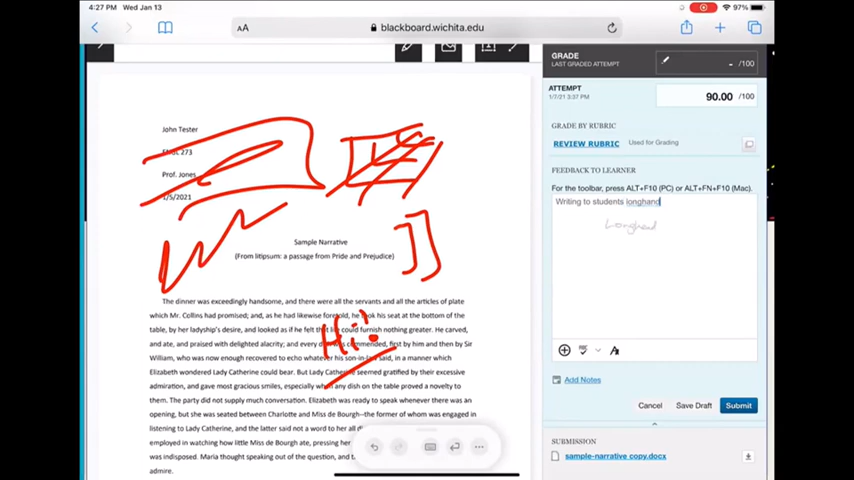 4:27 PM Wed Jan 13
97%
AA
blackboard.wichita.edu
John Tester
273
Prof. Jones
1/5/2021
Sample Narrative
(From litipsum: a passage from Pride and Prejudice)
The dinner was exceedingly handsome, and there were all the servants and all the articles of plate
which Mr. Collins had promised; and, as he had likewise foretold, he took his seat at the bottom of the
table, by her ladyship's desire, and looked as if he felt that life could furnish nothing greater. He carved,
and ate, and praised with delighted alacrity; and every dish was commended, first by him and then by Sir
William, who was now enough recovered to echo whatever his son-in-law said, in a manner which
Elizabeth wondered Lady Catherine could bear. But Lady Catherine seemed gratified by their excessive
admiration, and gave most gracious smiles, especially when any dish on the table proved a novelty to
them. The party did not supply much conversation. Elizabeth was ready to speak whenever there was an
opening, but she was seated between Charlotte and Miss de Bourgh--the former of whom was engaged in
listening to Lady Catherine, and the latter said not a word to her all
employed in watching how little Miss de Bourgh ate, pressing her
was indisposed. Maria thought speaking out of the question, and t
admire.
Hi!
GRADE
LAST GRADED ATTEMPT
- /100
ATTEMPT
1/7/21 3:37 PM
90.00 /100
GRADE BY RUBRIC
REVIEW RUBRIC Used for Grading
FEEDBACK TO LEARNER
For the toolbar, press ALT+F10 (PC) or ALT+FN+F10 (Mac).
Writing to students longhand
Longhand
Add Notes
Cancel Save Draft Submit
SUBMISSION
sample-narrative copy.docx